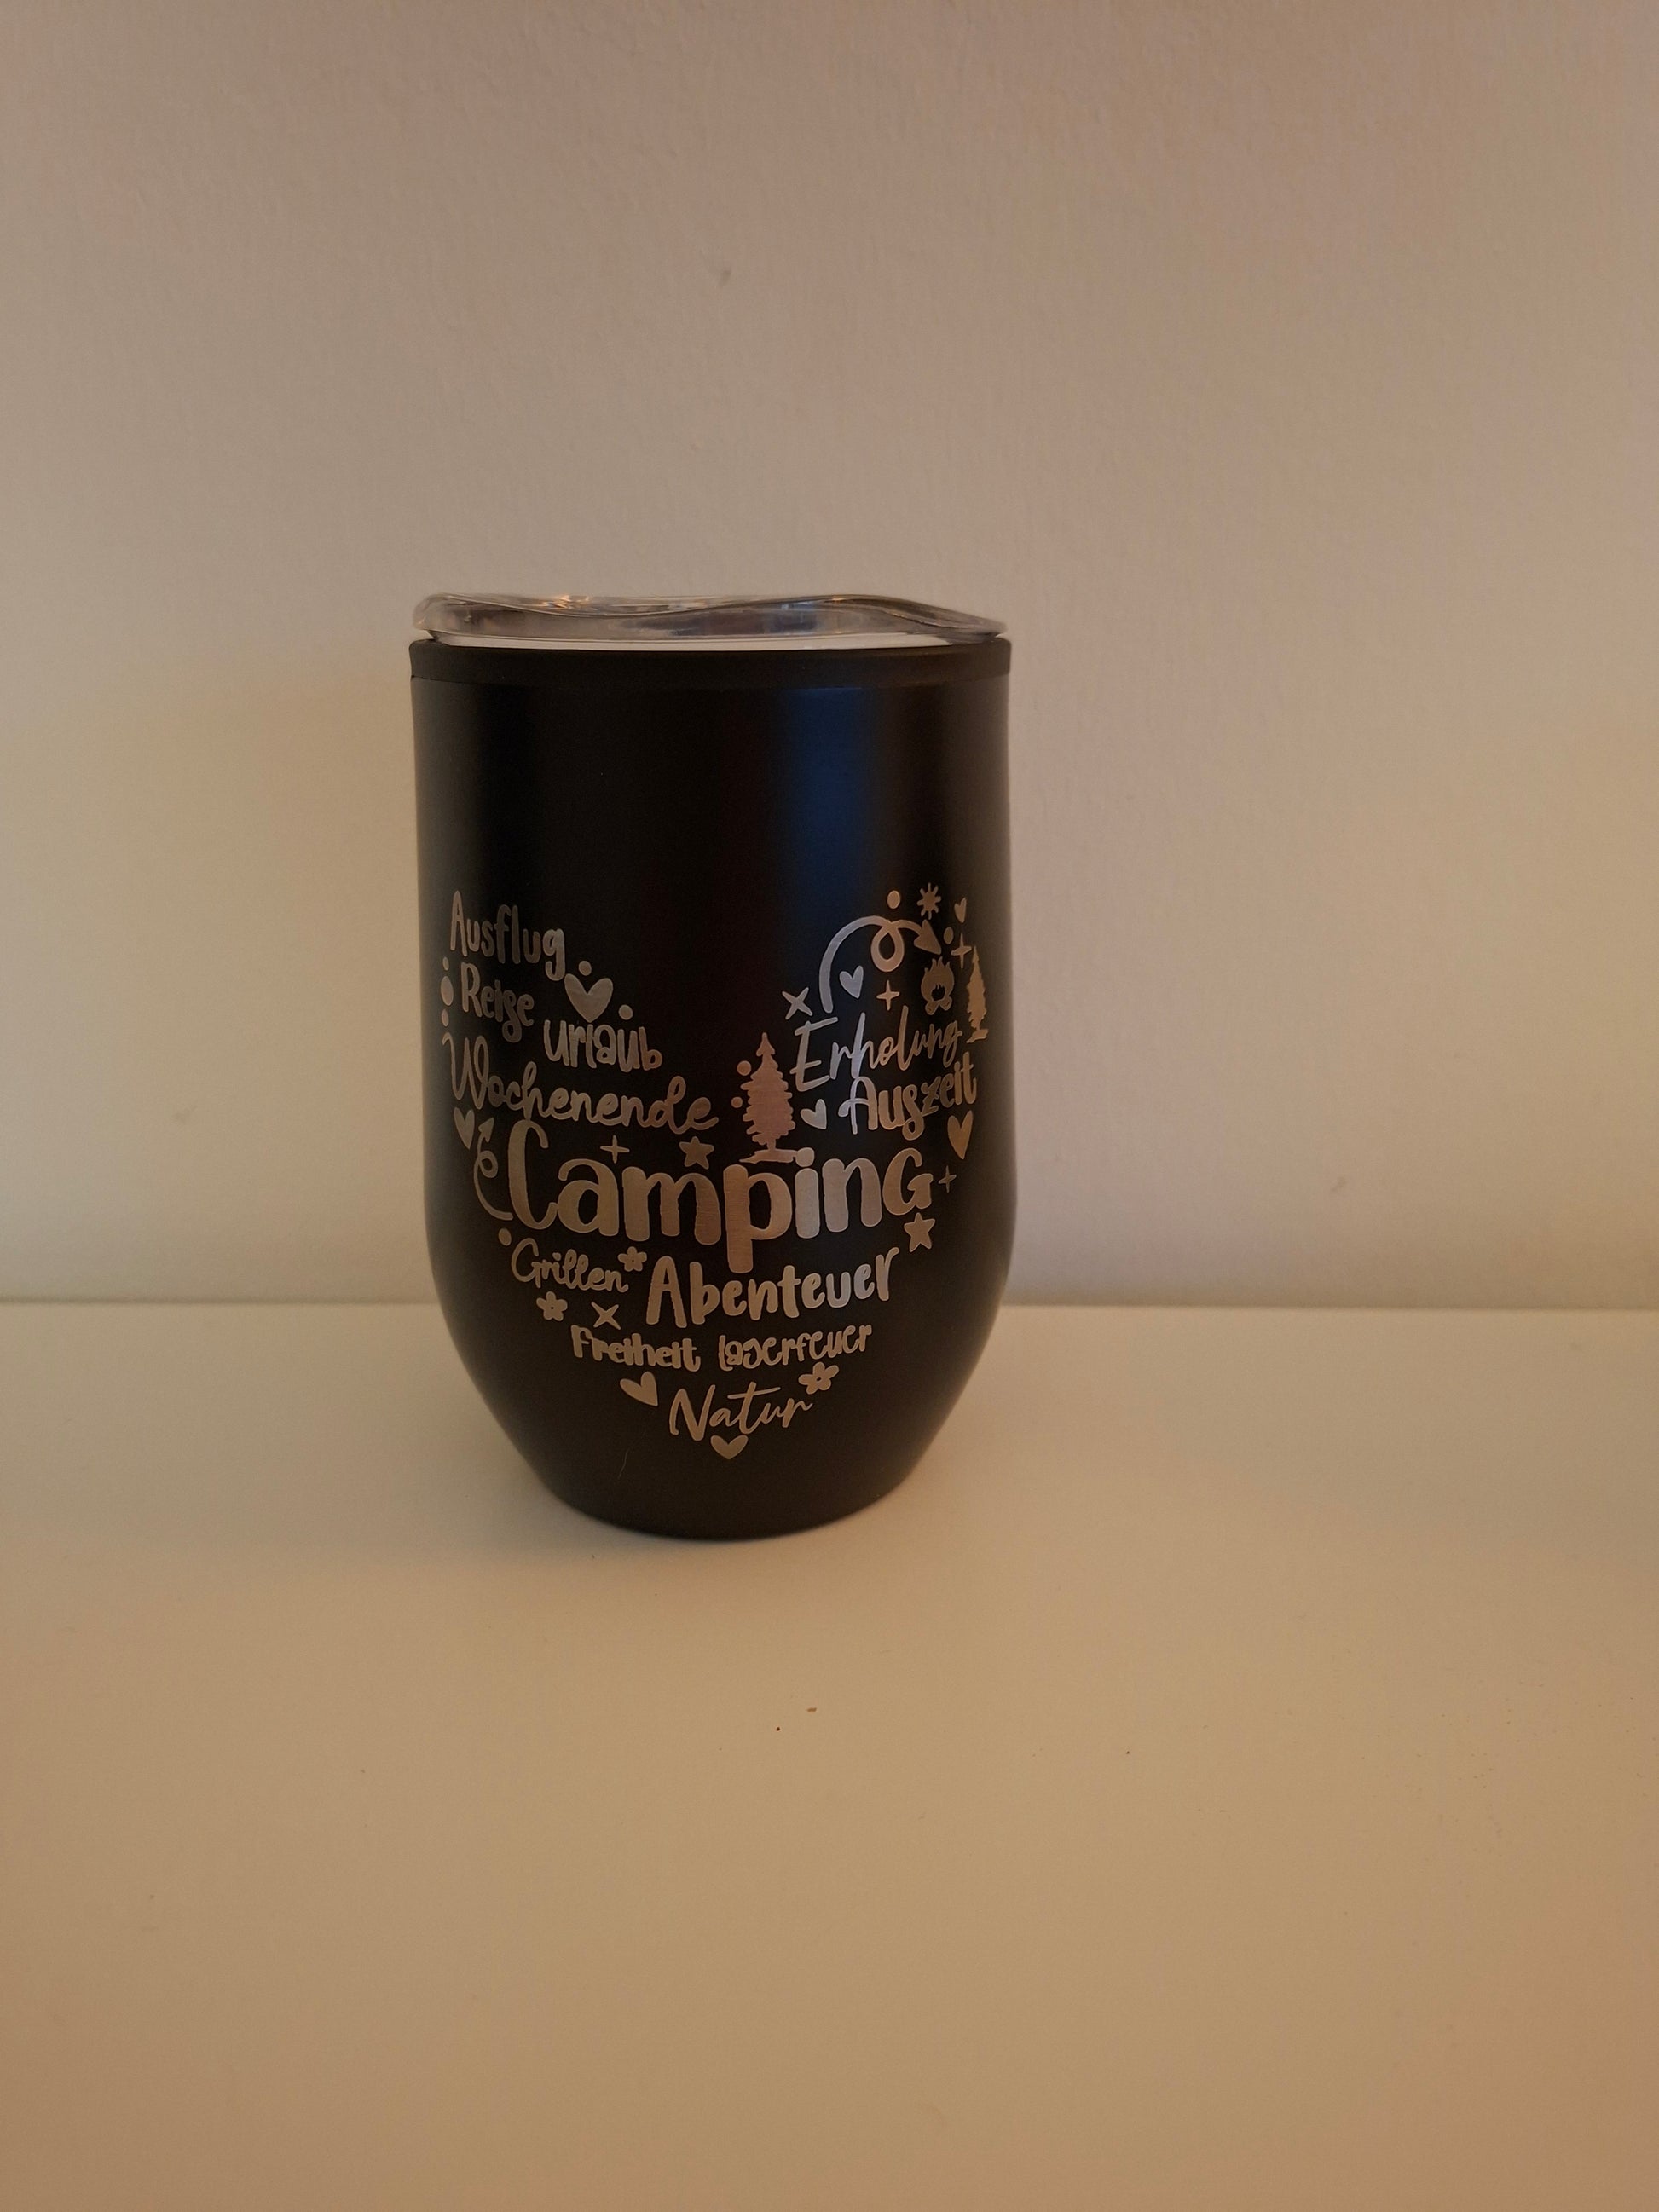 Ausflug
Reise
urlaub
Wochenende
Erholung
Auszeit
Camping
Grillen Abenteuer
Freiheit lagerfeuer
Natur